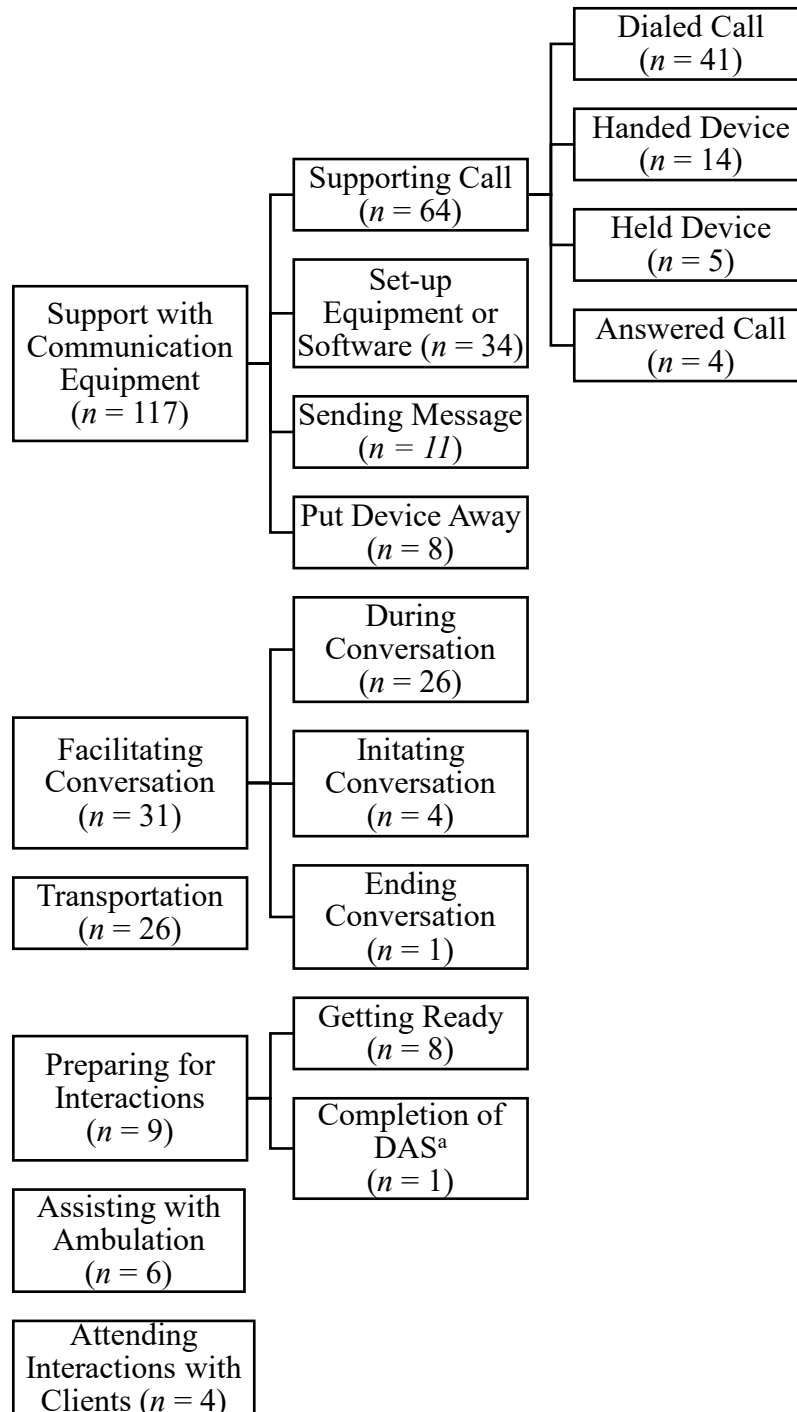 Dialed Call
(n = 41)
Handed Device
(n = 14)
Supporting Call
(n = 64)
Held Device
(n = 5)
Set-up
Equipment or
Software (n = 34)
Support with
Communication
Equipment
(n = 117)
Answered Call
(n = 4)
Sending Message
(n = 11)
Put Device Away
(n = 8)
During
Conversation
(n = 26)
Facilitating
Conversation
(n = 31)
Initating
Conversation
(n = 4)
Transportation
(n = 26)
Ending
Conversation
(n = 1)
Getting Ready
(n = 8)
Preparing for
Interactions
(n = 9)
Completion of
DASᵃ
(n = 1)
Assisting with
Ambulation
(n = 6)
Attending
Interactions with
Clients (n = 4)